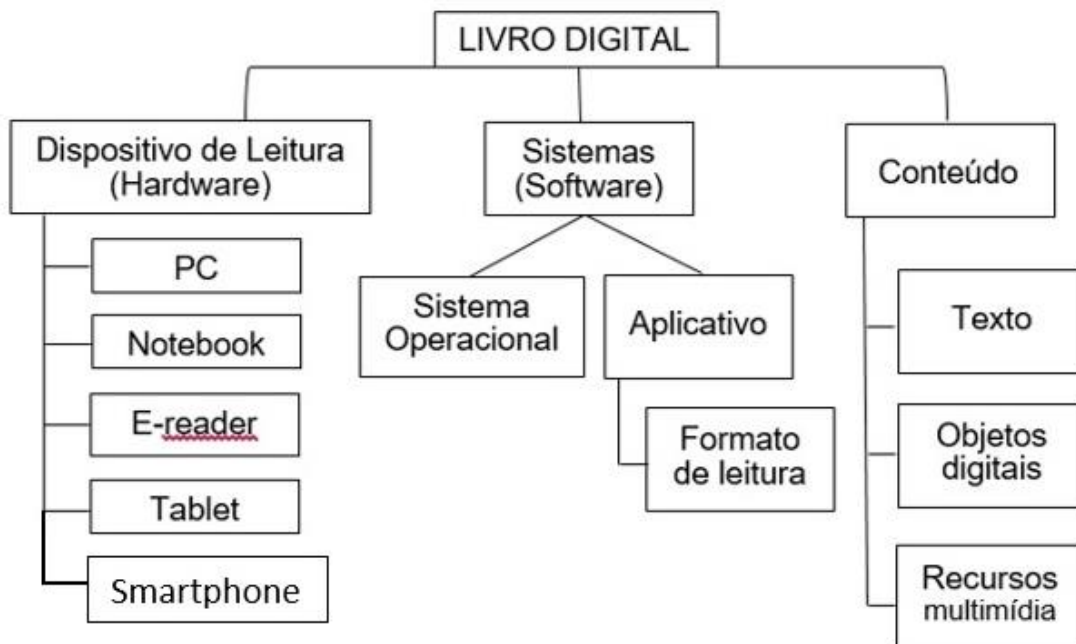 LIVRO DIGITAL
Dispositivo de Leitura
(Hardware)
PC
Notebook
E-reader
Tablet
Smartphone
Sistemas
(Software)
Sistema
Operacional
Aplicativo
Formato
de leitura
Conteúdo
Texto
Objetos
digitais
Recursos
multimídia